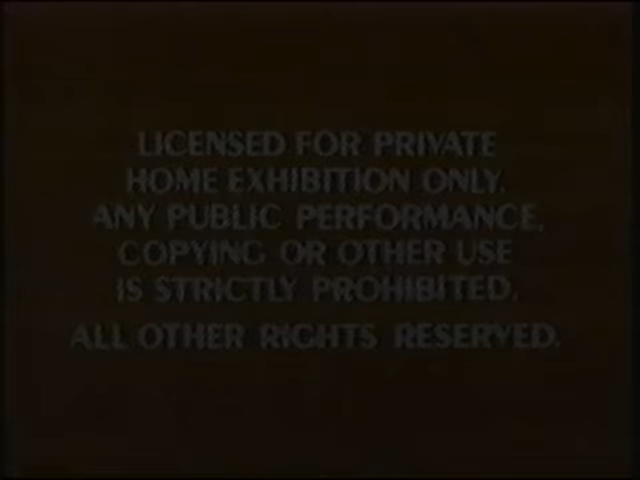 LICENSED FOR PRIVATE
HOME EXHIBITION ONLY.
ANY PUBLIC PERFORMANCE,
COPYING OR OTHER USE
IS STRICTLY PROHIBITED.
ALL OTHER RIGHTS RESERVED.